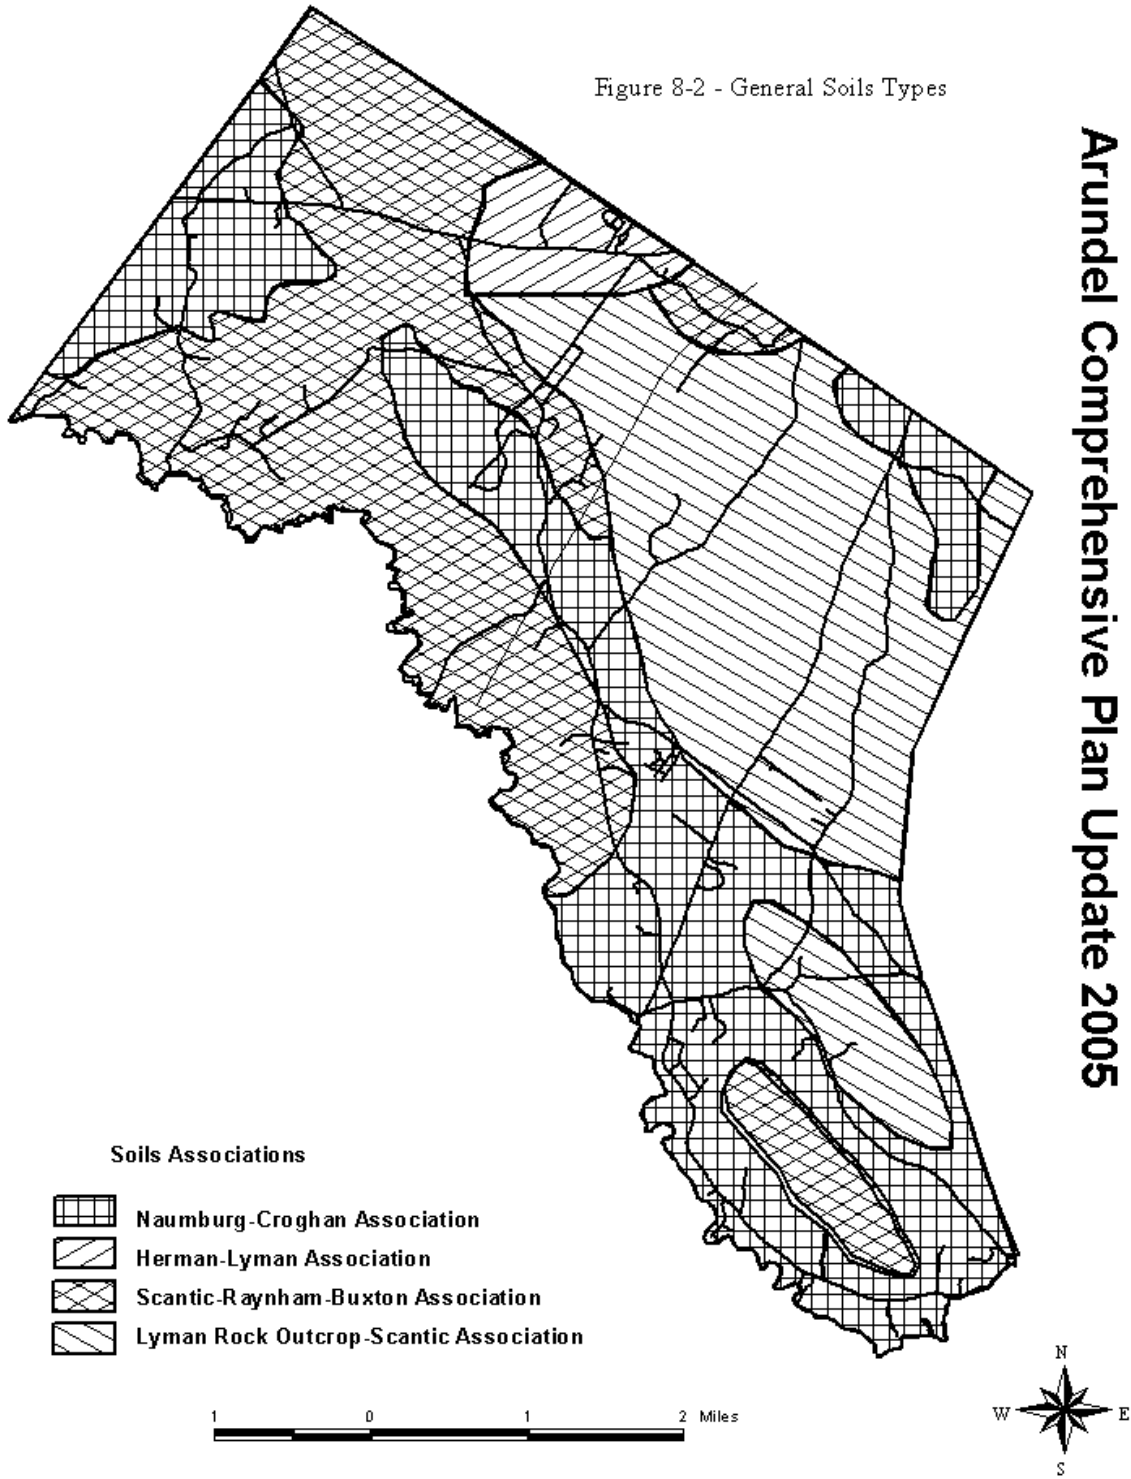 Figure 8-2 - General Soils Types
Arundel Comprehensive Plan Update 2005
Soils Associations
Naumburg-Croghan Association
Herman-Lyman Association
Scantic-Raynham-Buxton Association
Lyman Rock Outcrop-Scantic Association
1 0 1 2 Miles
N
W E
S